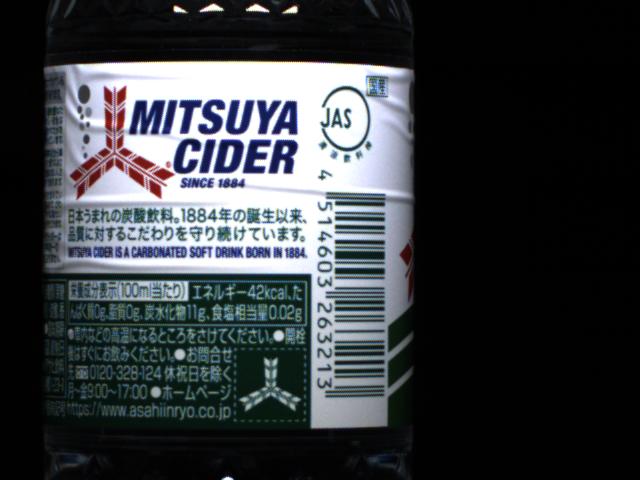 国産
JAS
MITSUYA
CIDER
SINCE 1884
日本うまれの炭酸飲料。1884年の誕生以来、
品質に対するこだわりを守り続けています。
MITSUYA CIDER IS A CARBONATED SOFT DRINK BORN IN 1884.
栄養成分表示(100ml当たり) エネルギー42kcal、た
んぱく質0g、脂質0g、炭水化物11g、食塩相当量0.02g
●車内などの高温になるところをさけてください。●開栓
後はすぐにお飲みください。●お問合せ
0120-328-124 休祝日を除く
月~金9:00~17:00 ●ホームページ
https://www.asahiinryo.co.jp
4 514603 263213